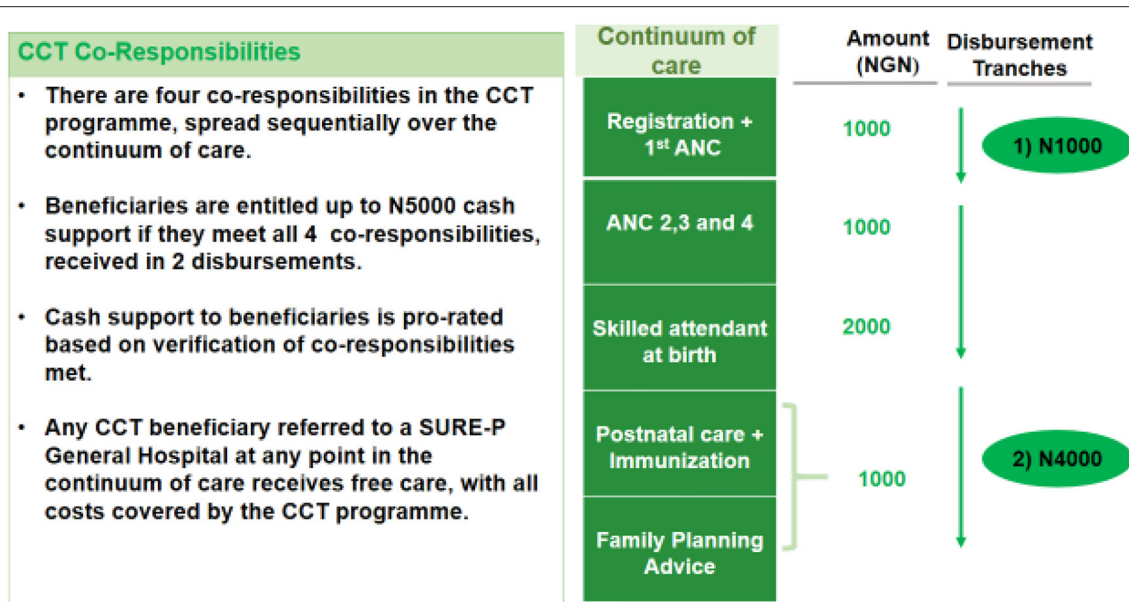 CCT Co-Responsibilities
• There are four co-responsibilities in the CCT
programme, spread sequentially over the
continuum of care.
• Beneficiaries are entitled up to N5000 cash
support if they meet all 4 co-responsibilities,
received in 2 disbursements.
• Cash support to beneficiaries is pro-rated
based on verification of co-responsibilities
met.
• Any CCT beneficiary referred to a SURE-P
General Hospital at any point in the
continuum of care receives free care, with all
costs covered by the CCT programme.
Continuum of
care
Registration +
1st ANC
ANC 2,3 and 4
Skilled attendant
at birth
Postnatal care +
Immunization
Family Planning
Advice
Amount
(NGN)
1000
1000
2000
1000
Disbursement
Tranches
1) N1000
2) N4000